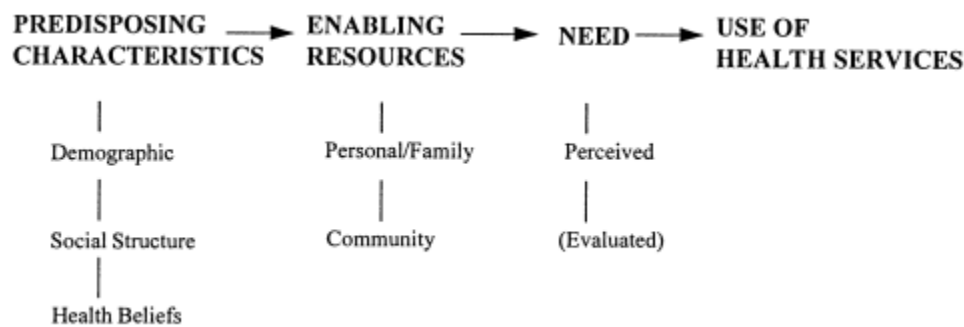 PREDISPOSING
CHARACTERISTICS
ENABLING
RESOURCES
NEED
USE OF
HEALTH SERVICES
Demographic
Personal/Family
Perceived
Social Structure
Community
(Evaluated)
Health Beliefs